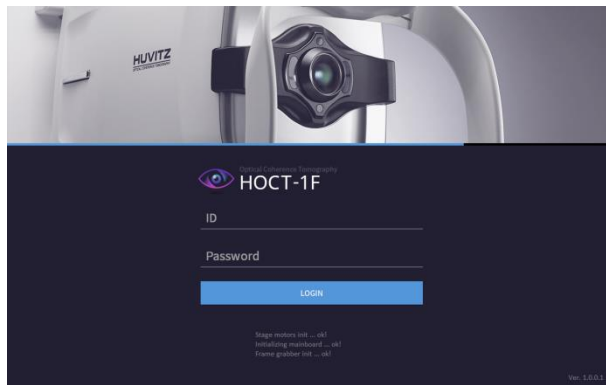 HUVITZ
Optical Coherence Tomography
HOCT-1F
ID
Password
LOGIN
Stage motors init ... ok!
Initializing mainboard ... ok!
Frame grabber init ... ok!
Ver. 1.0.0.1